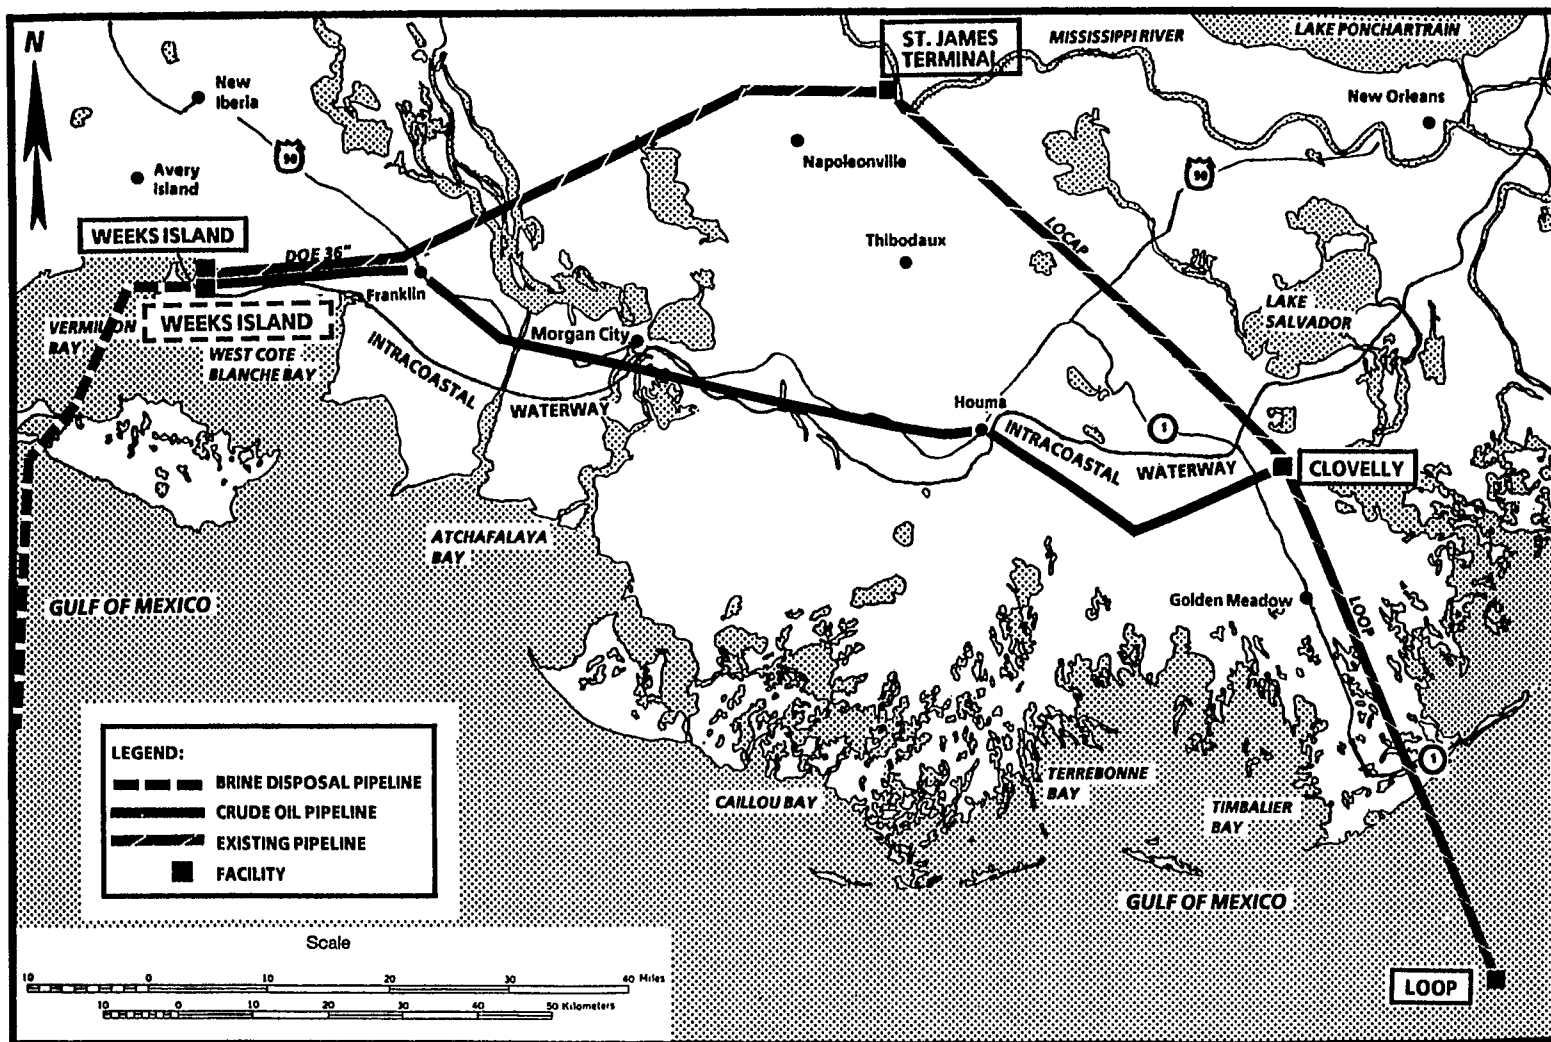 N
ST. JAMES
TERMINAL
MISSISSIPPI RIVER
LAKE PONCHARTRAIN
New
Iberia
New Orleans
90
Napoleonville
90
Avery
Island
WEEKS ISLAND
DOE 36"
Thibodaux
LOCAP
Franklin
LAKE
SALVADOR
VERMILION
BAY
WEEKS ISLAND
WEST COTE
BLANCHE BAY
Morgan City
INTRACOASTAL
WATERWAY
Houma
1
INTRACOASTAL
WATERWAY
CLOVELLY
ATCHAFALAYA
BAY
GULF OF MEXICO
Golden Meadow
LOOP
LEGEND:
BRINE DISPOSAL PIPELINE
CRUDE OIL PIPELINE
EXISTING PIPELINE
FACILITY
CAILLOU BAY
TERREBONNE
BAY
TIMBALIER
BAY
1
GULF OF MEXICO
LOOP
Scale
10 0 10 20 30 40 Miles
10 0 10 20 30 40 50 Kilometers